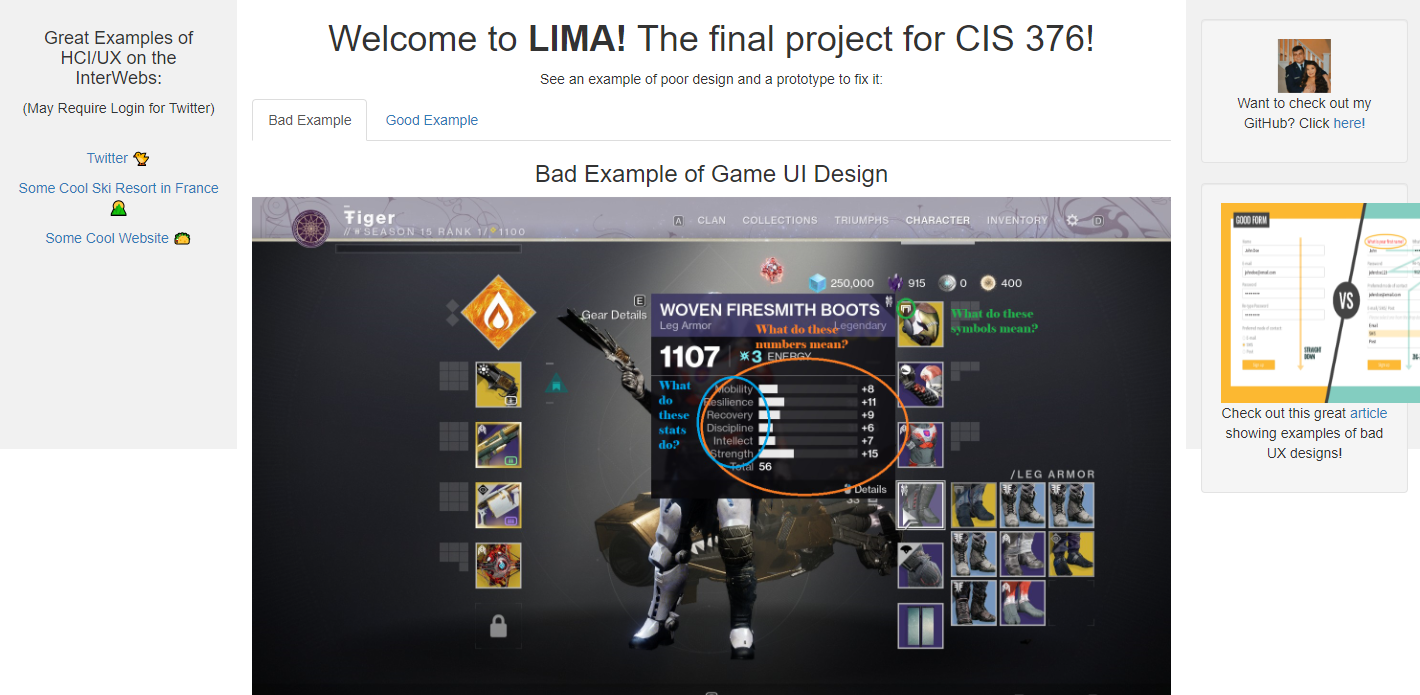 Great Examples of
HCI/UX on the
InterWebs:
(May Require Login for Twitter)
Twitter
Some Cool Ski Resort in France
Some Cool Website
Welcome to LIMA! The final project for CIS 376!
See an example of poor design and a prototype to fix it:
Bad Example
Good Example
Bad Example of Game UI Design
Tiger
// SEASON 15 RANK 1/ 1100
A CLAN COLLECTIONS TRIUMPHS CHARACTER INVENTORY D
250,000 915 0 400
E
Gear Details
WOVEN FIRESMITH BOOTS
Leg Armor Legendary
What do these
numbers mean?
1107 3 ENERGY
What
do
these
stats
do?
Mobility +8
Resilience +11
Recovery +9
Discipline +6
Intellect +7
Strength +15
Total 56
Details
33
What do these
symbols mean?
/LEG ARMOR
Want to check out my
GitHub? Click here!
GOOD FORM
VS
STRAIGHT
DOWN
Check out this great article
showing examples of bad
UX designs!